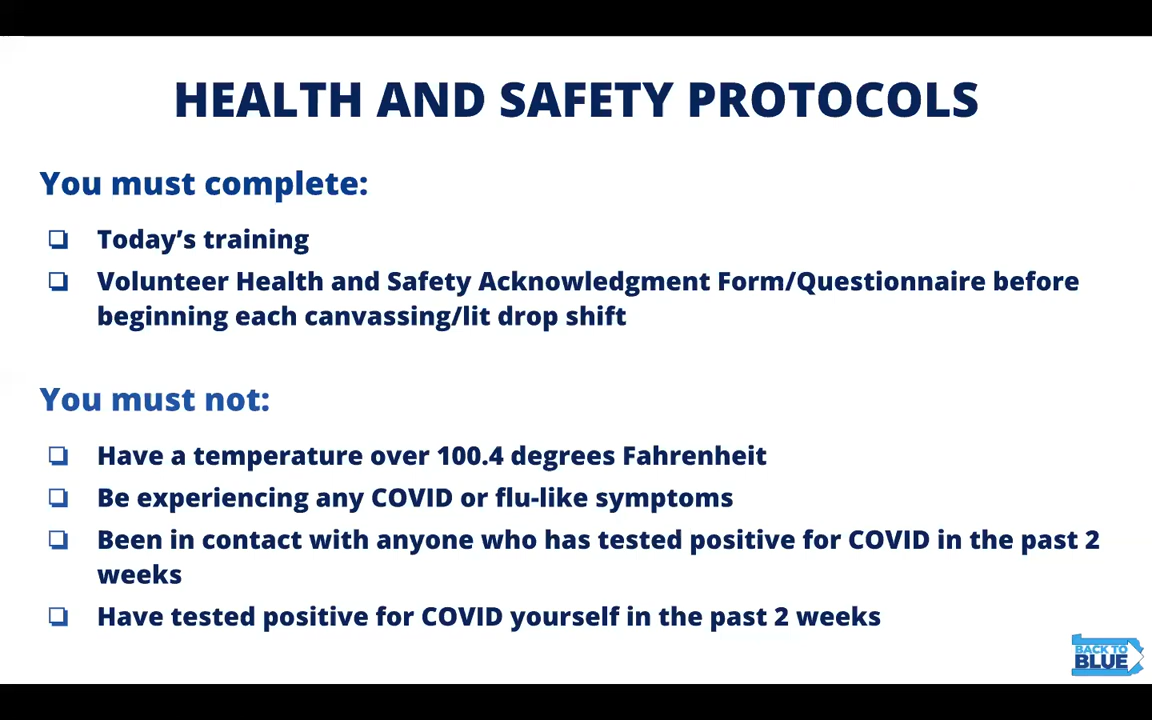 HEALTH AND SAFETY PROTOCOLS
You must complete:
Today’s training
Volunteer Health and Safety Acknowledgment Form/Questionnaire before
beginning each canvassing/lit drop shift
You must not:
Have a temperature over 100.4 degrees Fahrenheit
Be experiencing any COVID or flu-like symptoms
Been in contact with anyone who has tested positive for COVID in the past 2
weeks
Have tested positive for COVID yourself in the past 2 weeks
BACK TO
BLUE